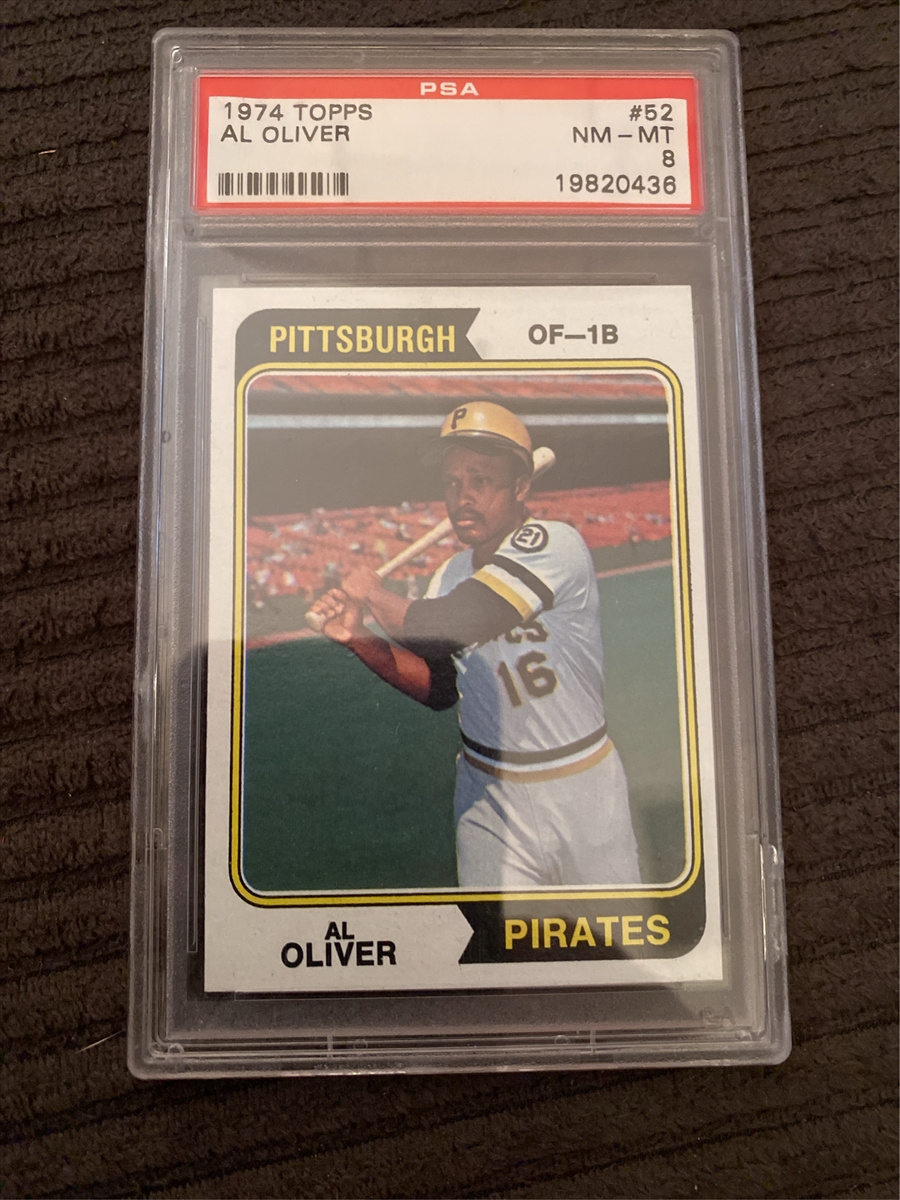 PSA
1974 TOPPS #52
AL OLIVER NM - MT
8
19820436
PITTSBURGH OF—1B
P
21
16
AL
OLIVER
PIRATES